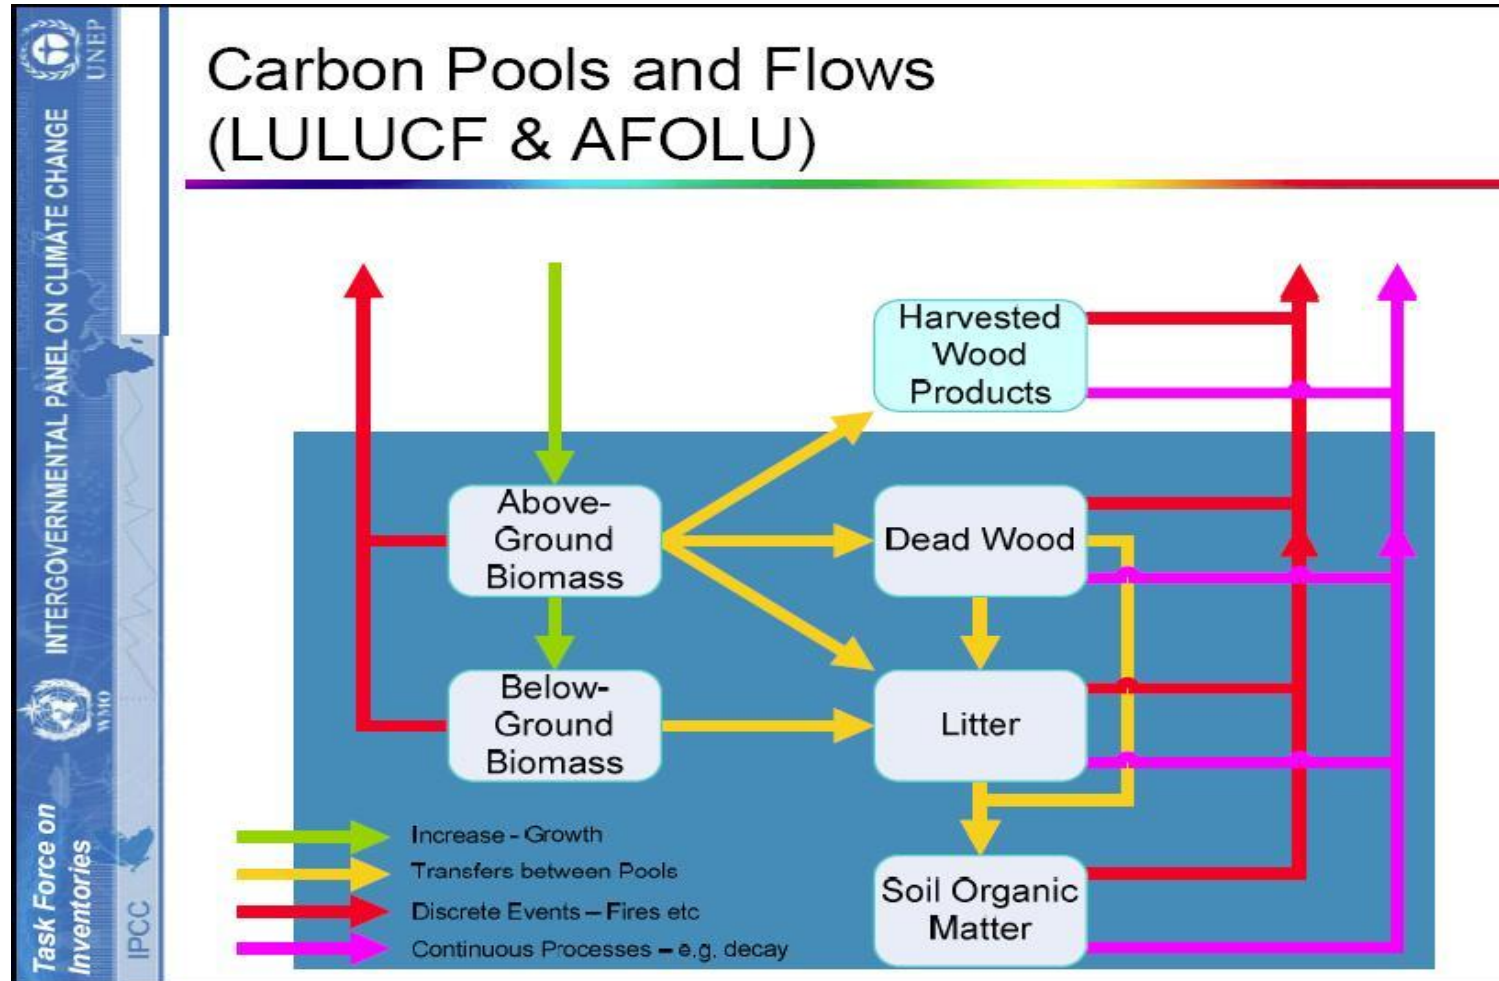 UNEP
INTERGOVERNMENTAL PANEL ON CLIMATE CHANGE
WMO
Task Force on
Inventories
IPCC
Carbon Pools and Flows
(LULUCF & AFOLU)
Harvested
Wood
Products
Above-
Ground
Biomass
Dead Wood
Below-
Ground
Biomass
Litter
Soil Organic
Matter
Increase - Growth
Transfers between Pools
Discrete Events – Fires etc
Continuous Processes – e.g. decay